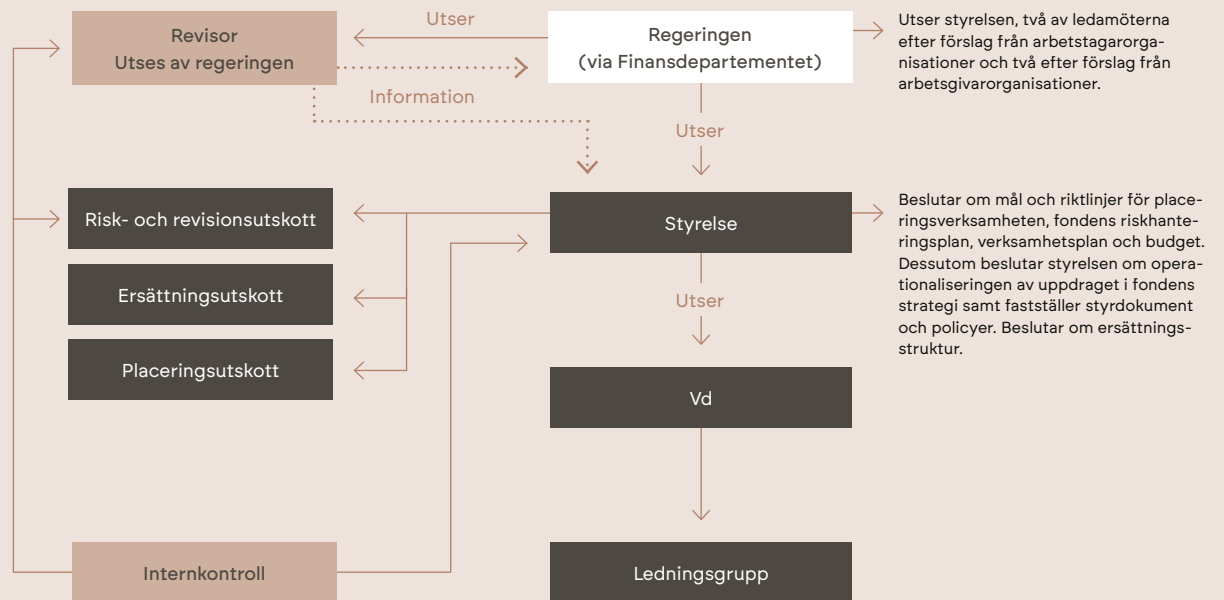 Utser
Revisor
Utses av regeringen
Regeringen
(via Finansdepartementet)
Utser styrelsen, två av ledamöterna
efter förslag från arbetstagarorga-
nisationer och två efter förslag från
arbetsgivarorganisationer.
Information
Utser
Risk- och revisionsutskott
Styrelse
Beslutar om mål och riktlinjer för place-
ringsverksamheten, fondens riskhante-
ringsplan, verksamhetsplan och budget.
Dessutom beslutar styrelsen om opera-
tionaliseringen av uppdraget i fondens
strategi samt fastställer styrdokument
och policyer. Beslutar om ersättnings-
struktur.
Ersättningsutskott
Utser
Placeringsutskott
Vd
Internkontroll
Ledningsgrupp